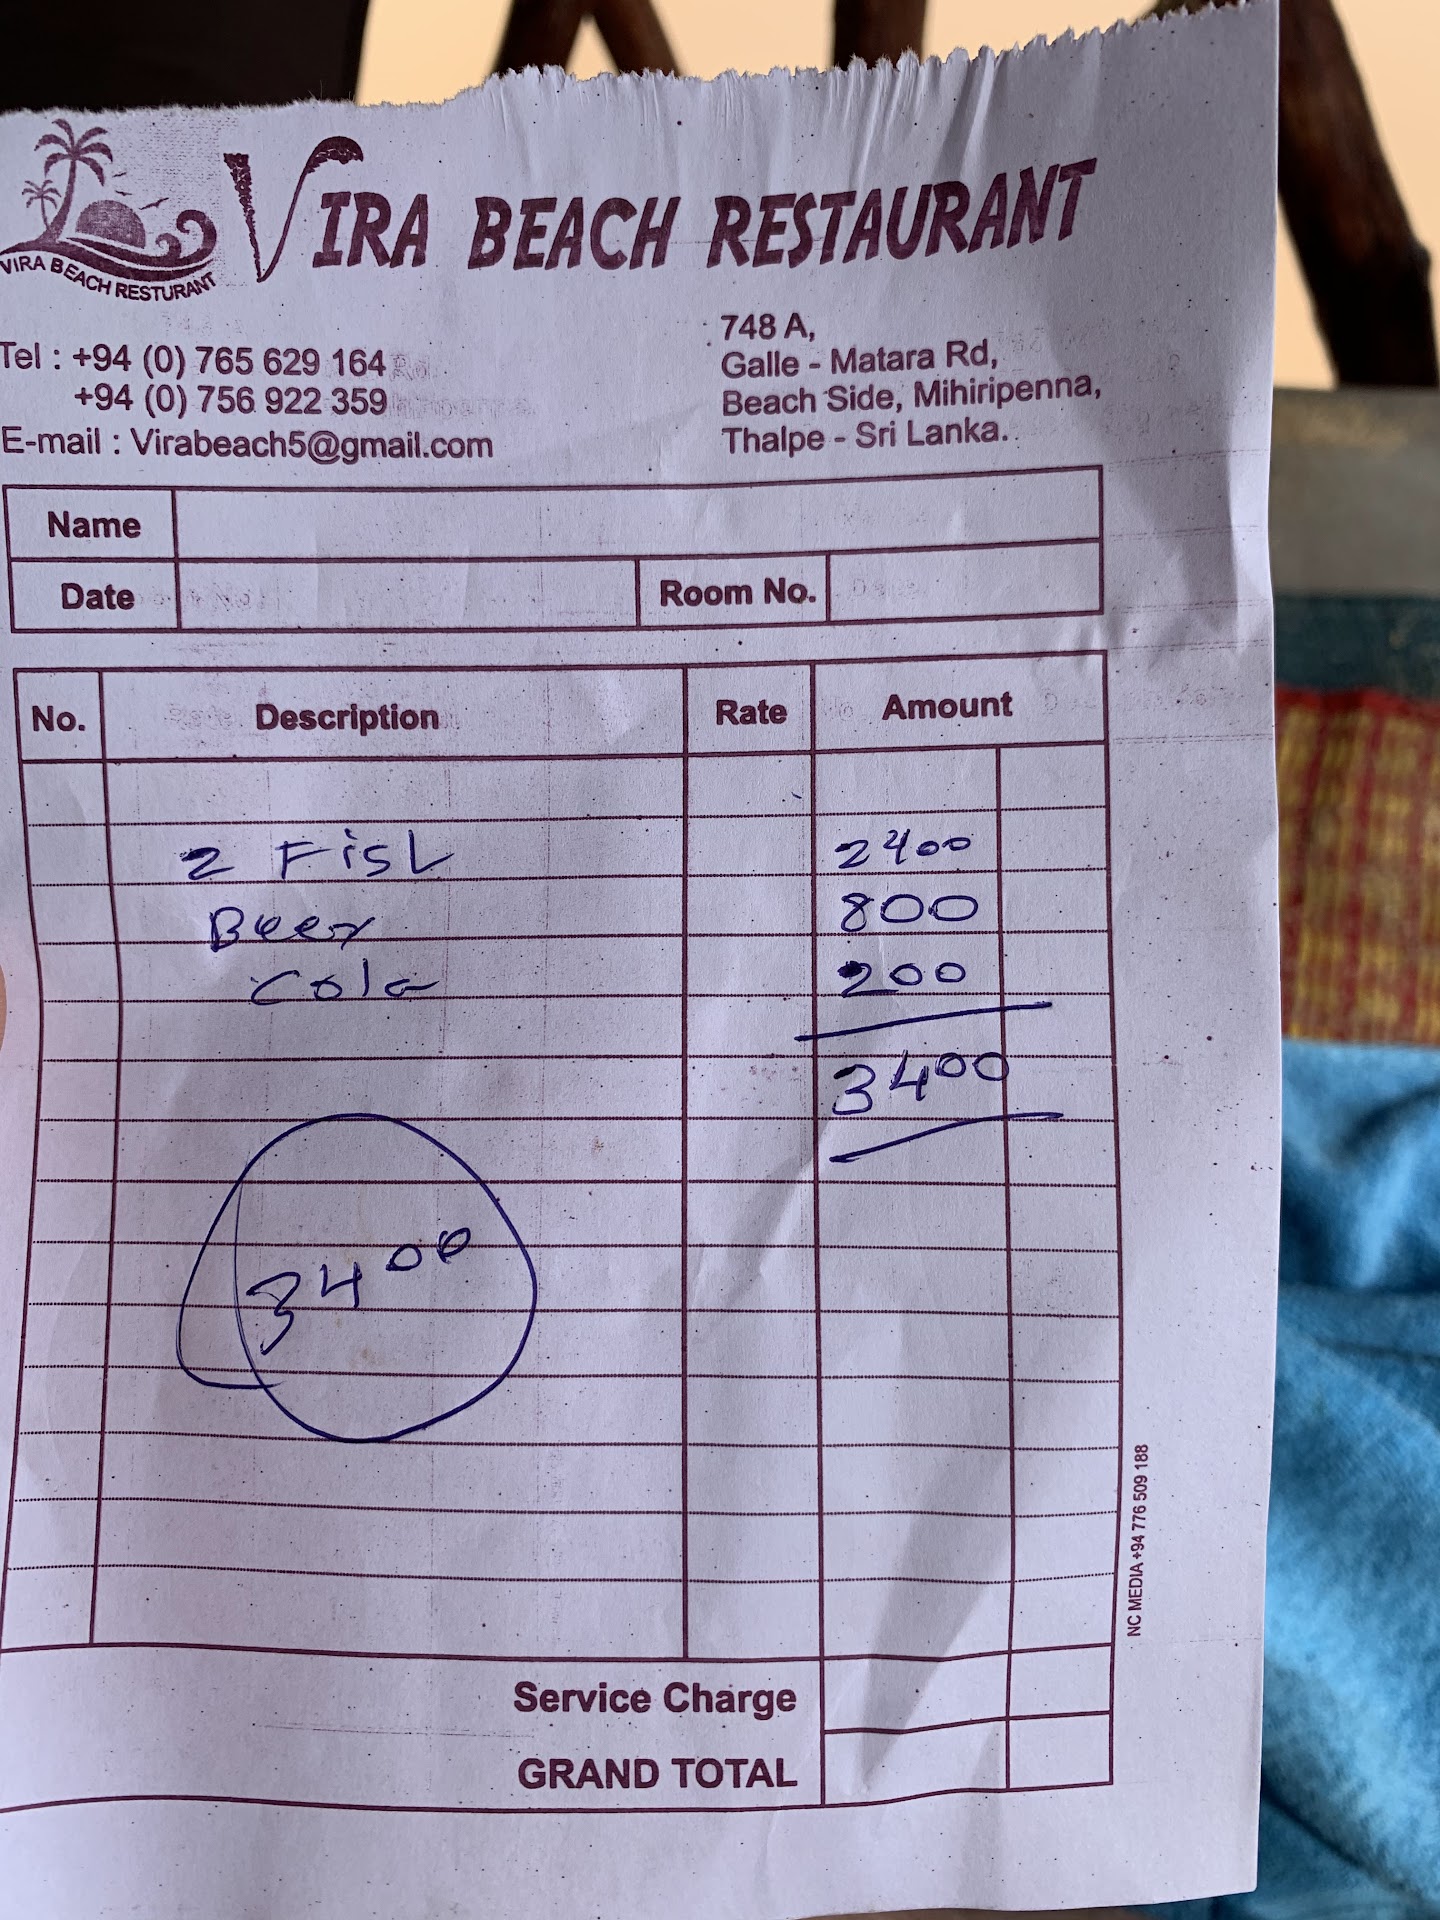 VIRA BEACH RESTURANT
VIRA BEACH RESTAURANT
Tel : +94 (0) 765 629 164
+94 (0) 756 922 359
E-mail : Virabeach5@gmail.com
748 A,
Galle - Matara Rd,
Beach Side, Mihiripenna,
Thalpe - Sri Lanka.
Name
Date Room No.
No. Description Rate Amount
2 Fish 2400
Beer 800
Cola 200
3400
3400
Service Charge
GRAND TOTAL
NC MEDIA +94 776 509 188